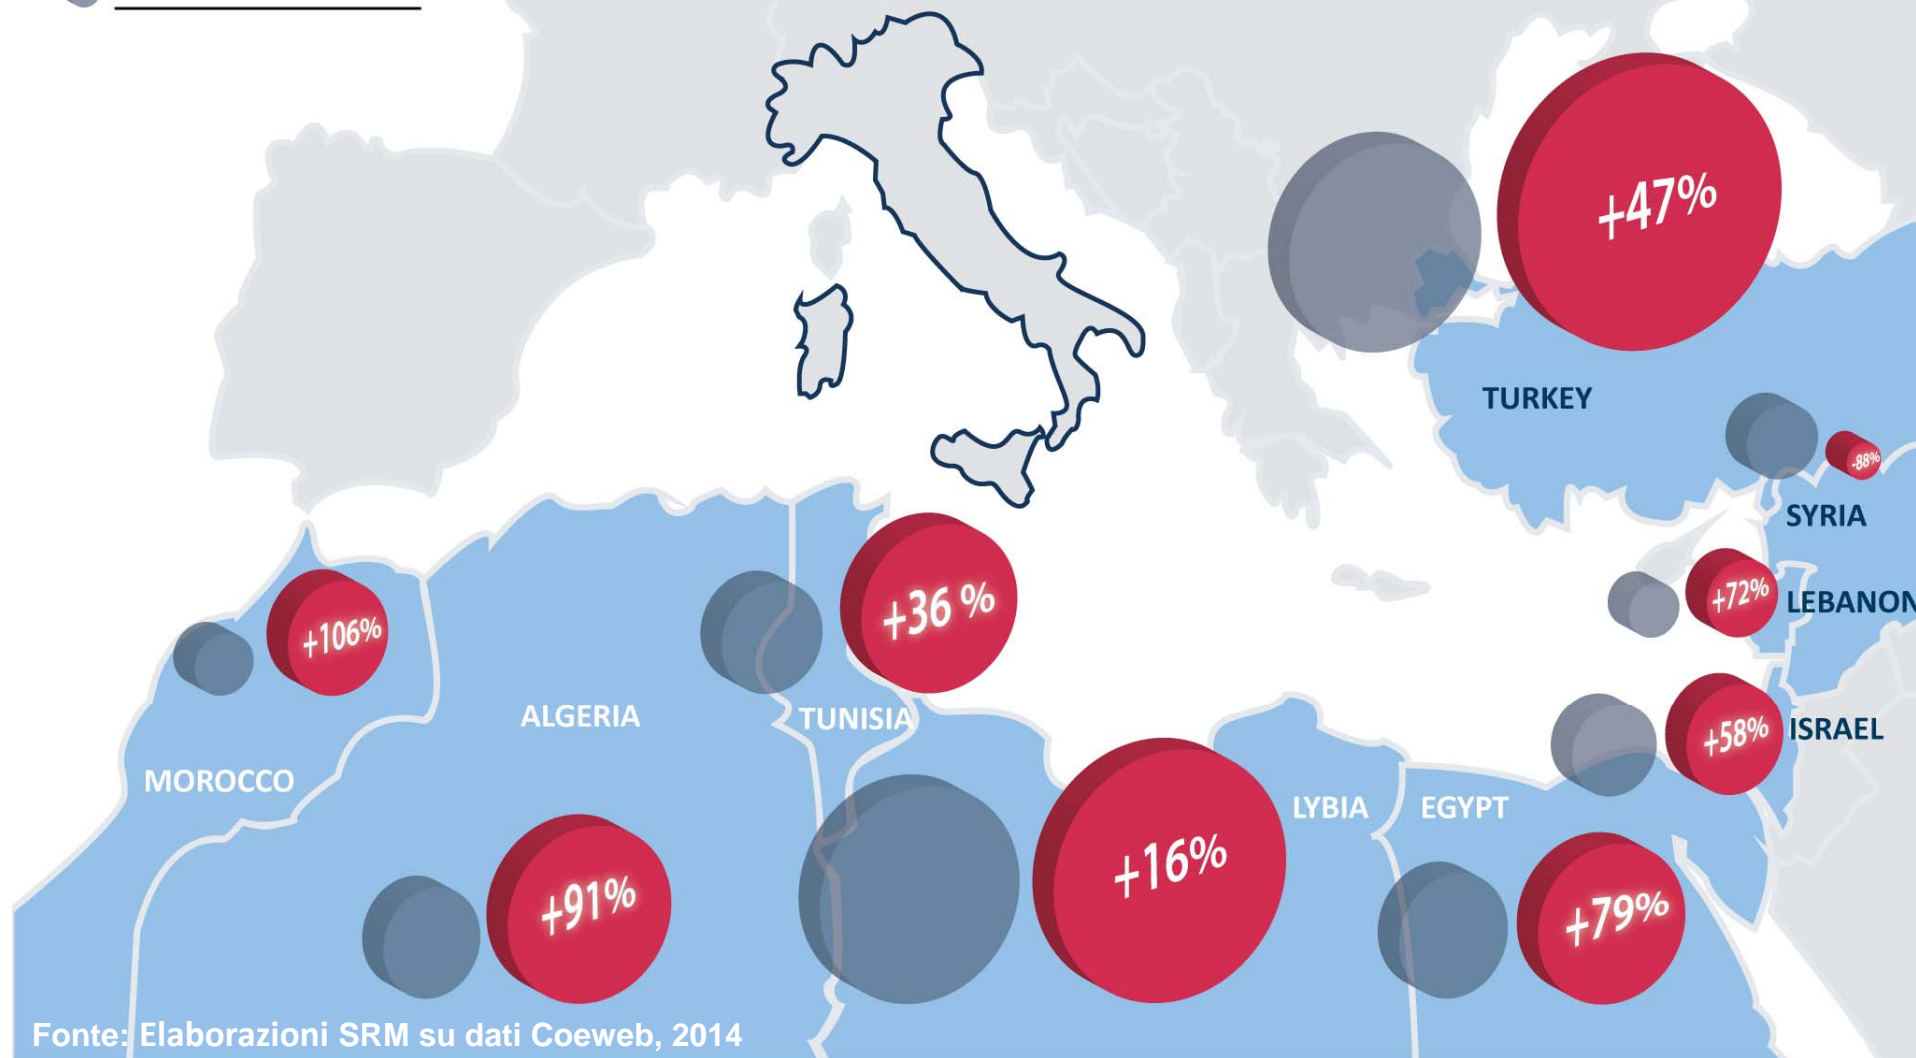 +47%
TURKEY
-88%
SYRIA
+72%
LEBANON
+36 %
+106%
+58%
ISRAEL
ALGERIA
TUNISIA
MOROCCO
LYBIA
EGYPT
+16%
+91%
+79%
Fonte: Elaborazioni SRM su dati Coeweb, 2014